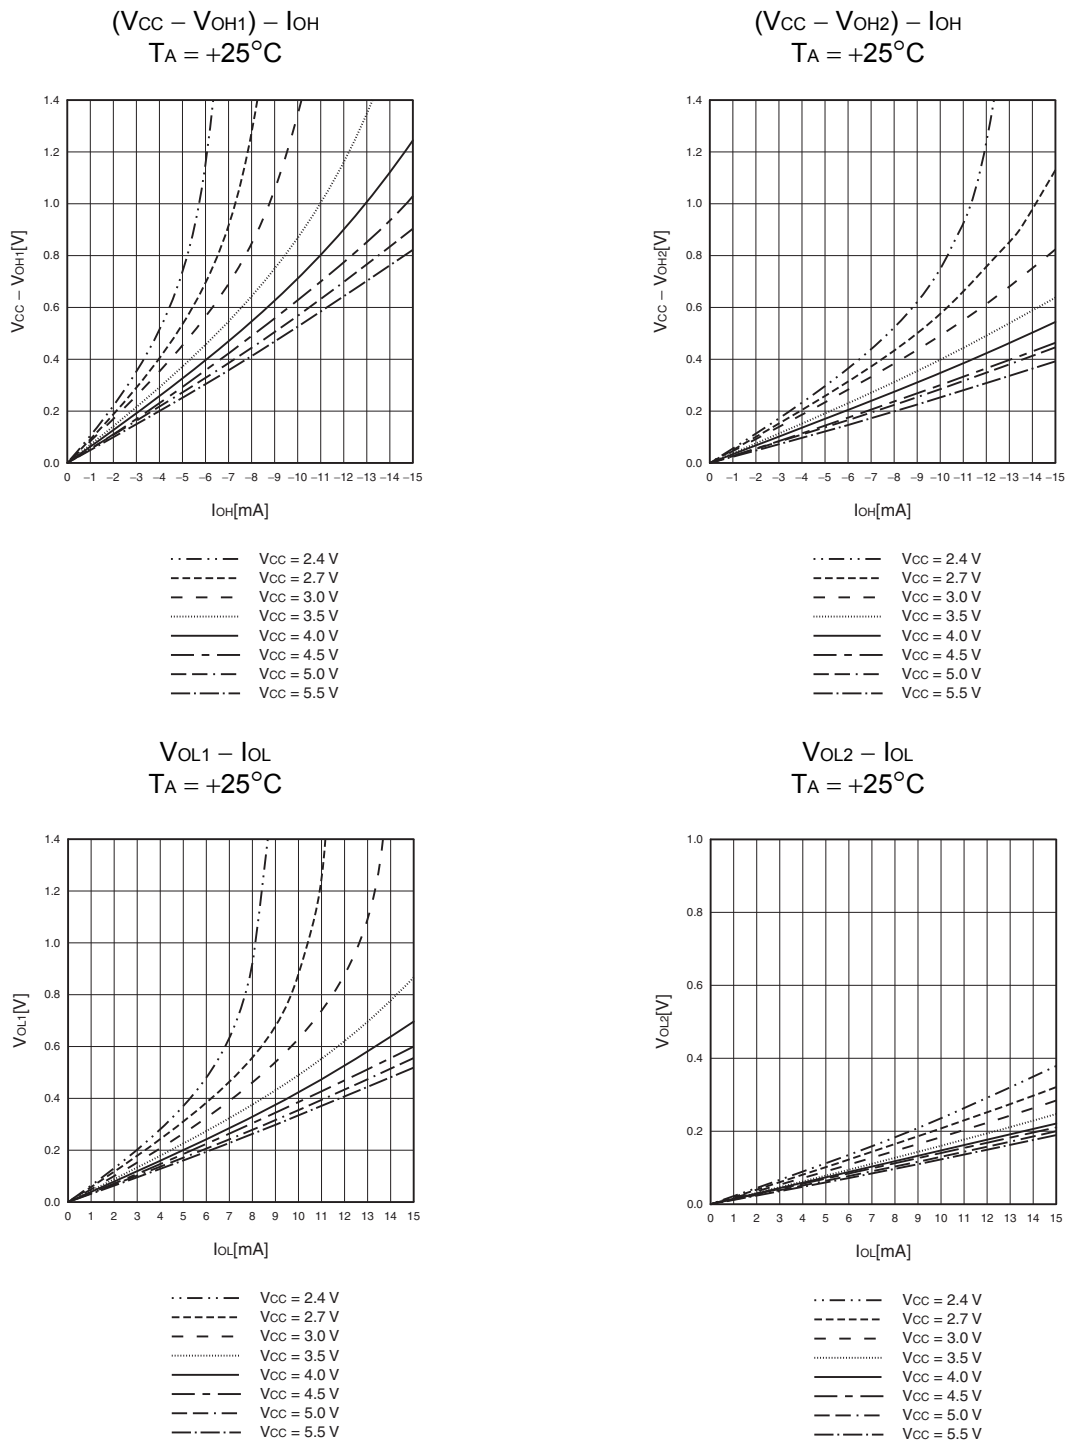 (VCC – VOH1) – IOH
TA = +25°C
1.4
1.2
1.0
0.8
0.6
0.4
0.2
0.0
VCC – VOH1[V]
0 –1 –2 –3 –4 –5 –6 –7 –8 –9 –10 –11 –12 –13 –14 –15
IOH[mA]
VCC = 2.4 V
VCC = 2.7 V
VCC = 3.0 V
VCC = 3.5 V
VCC = 4.0 V
VCC = 4.5 V
VCC = 5.0 V
VCC = 5.5 V
(VCC – VOH2) – IOH
TA = +25°C
1.4
1.2
1.0
0.8
0.6
0.4
0.2
0.0
VCC – VOH2[V]
0 –1 –2 –3 –4 –5 –6 –7 –8 –9 –10 –11 –12 –13 –14 –15
IOH[mA]
VCC = 2.4 V
VCC = 2.7 V
VCC = 3.0 V
VCC = 3.5 V
VCC = 4.0 V
VCC = 4.5 V
VCC = 5.0 V
VCC = 5.5 V
VOL1 – IOL
TA = +25°C
1.4
1.2
1.0
0.8
0.6
0.4
0.2
0.0
VOL1[V]
0 1 2 3 4 5 6 7 8 9 10 11 12 13 14 15
IOL[mA]
VCC = 2.4 V
VCC = 2.7 V
VCC = 3.0 V
VCC = 3.5 V
VCC = 4.0 V
VCC = 4.5 V
VCC = 5.0 V
VCC = 5.5 V
VOL2 – IOL
TA = +25°C
1.0
0.8
0.6
0.4
0.2
0.0
VOL2[V]
0 1 2 3 4 5 6 7 8 9 10 11 12 13 14 15
IOL[mA]
VCC = 2.4 V
VCC = 2.7 V
VCC = 3.0 V
VCC = 3.5 V
VCC = 4.0 V
VCC = 4.5 V
VCC = 5.0 V
VCC = 5.5 V